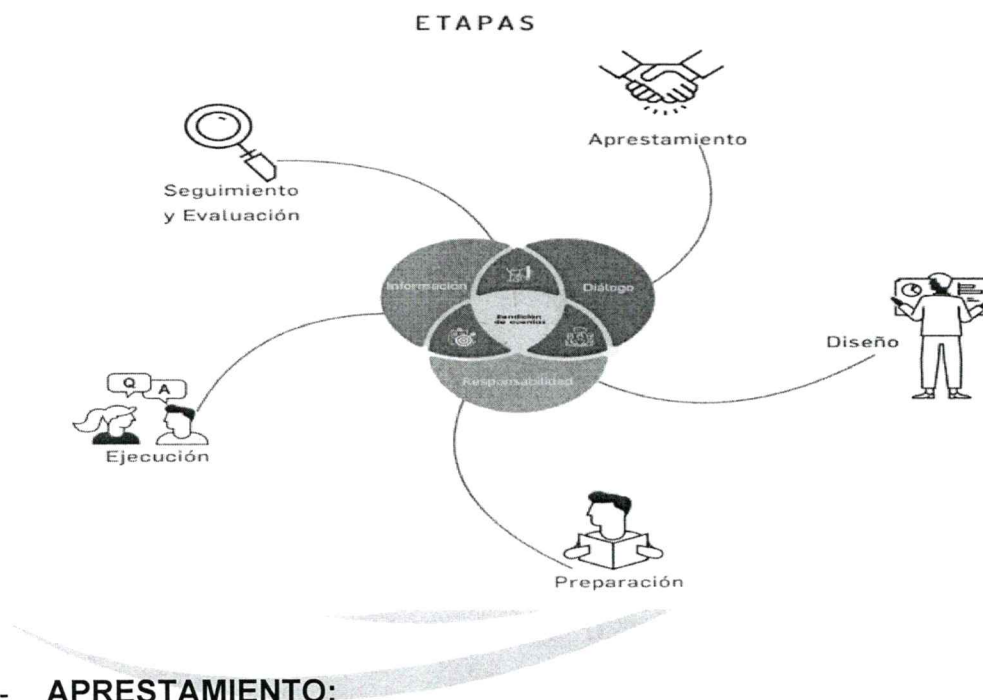 ETAPAS
Aprestamiento
Seguimiento
y Evaluación
Información
Diálogo
Rendición
de cuentas
Diseño
Responsabilidad
Q
A
Ejecución
Preparación
- APRESTAMIENTO: